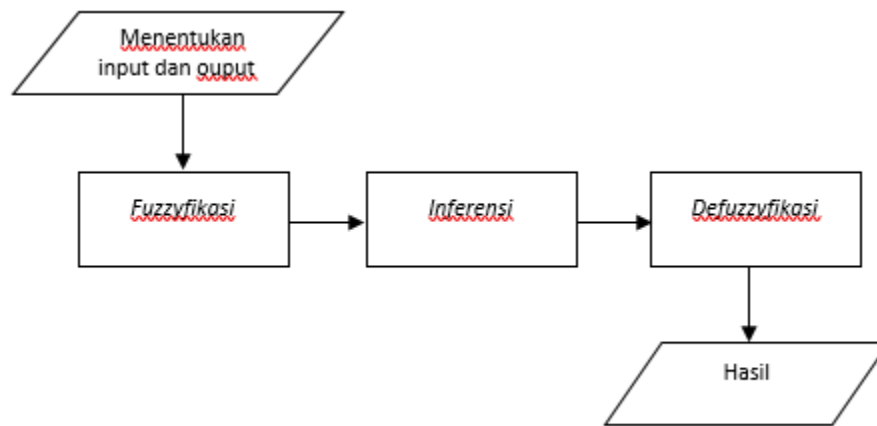 Menentukan
input dan ouput
Fuzzyfikasi
Inferensi
Defuzzyfikasi
Hasil